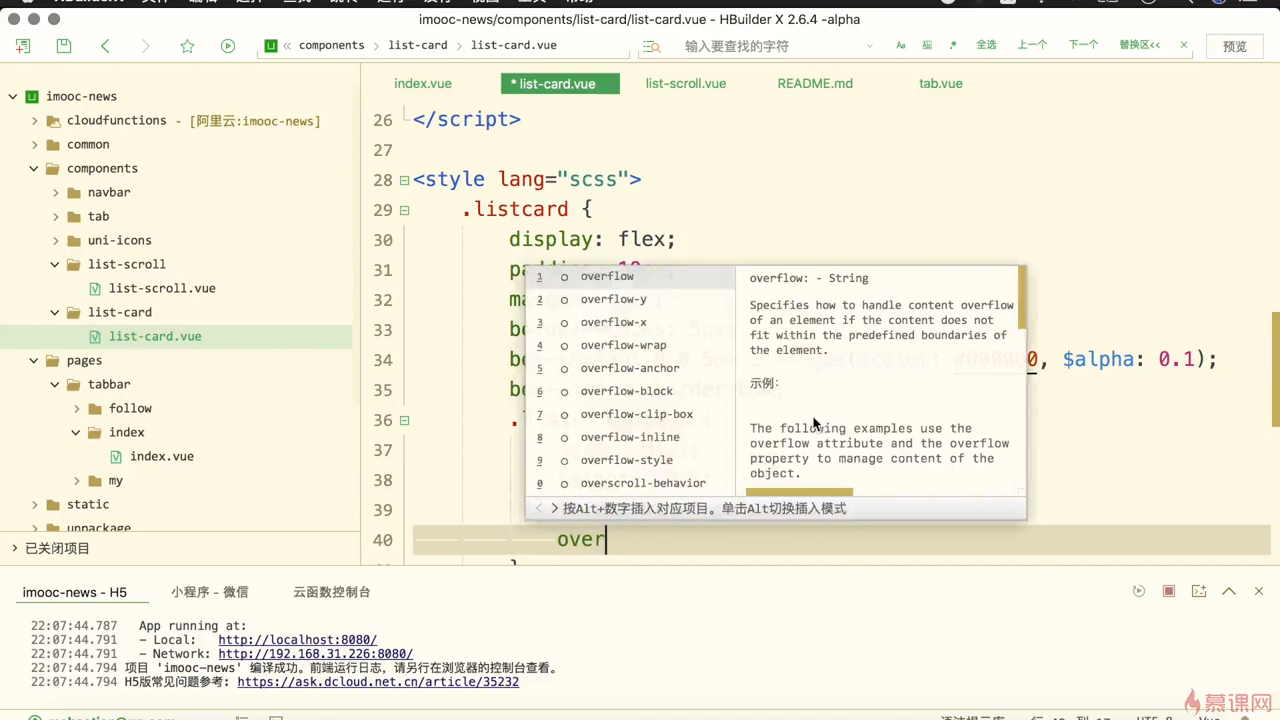 imooc-news/components/list-card/list-card.vue - HBuilder X 2.6.4 -alpha
components list-card list-card.vue
输入要查找的字符
Aa
全选 上一个 下一个 替换区<<
预览
index.vue * list-card.vue list-scroll.vue README.md tab.vue
imooc-news
cloudfunctions - [阿里云:imooc-news]
common
components
navbar
tab
uni-icons
list-scroll
list-scroll.vue
list-card
list-card.vue
pages
tabbar
follow
index
index.vue
my
static
unpackage
已关闭项目
26 </script>
27
28 <style lang="scss">
29 .listcard {
30 display: flex;
31
32
33
34 0, $alpha: 0.1);
35
36
37
38
39
40 over
1 overflow
2 overflow-y
3 overflow-x
4 overflow-wrap
5 overflow-anchor
6 overflow-block
7 overflow-clip-box
8 overflow-inline
9 overflow-style
0 overscroll-behavior
overflow: - String
Specifies how to handle content overflow
of an element if the content does not
fit within the predefined boundaries of
the element.
示例:
The following examples use the
overflow attribute and the overflow
property to manage content of the
object.
按Alt+数字插入对应项目。单击Alt切换插入模式
imooc-news - H5 小程序 - 微信 云函数控制台
22:07:44.787 App running at:
22:07:44.791 - Local: http://localhost:8080/
22:07:44.791 - Network: http://192.168.31.226:8080/
22:07:44.794 项目 'imooc-news' 编译成功。前端运行日志，请另行在浏览器的控制台查看。
22:07:44.794 H5版常见问题参考: https://ask.dcloud.net.cn/article/35232
慕课网